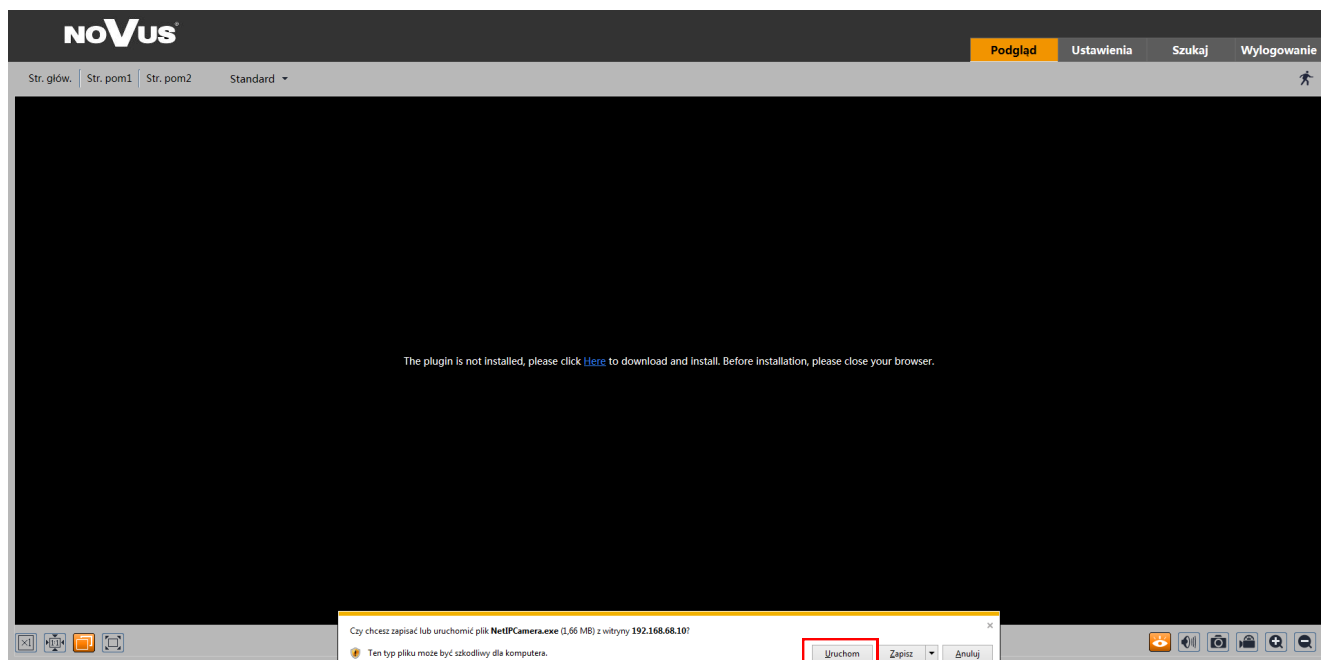 NOVUS®
Podgląd Ustawienia Szukaj Wylogowanie
Str. głów. Str. pom1 Str. pom2 Standard
The plugin is not installed, please click Here to download and install. Before installation, please close your browser.
Czy chcesz zapisać lub uruchomić plik NetIPCamera.exe (1,66 MB) z witryny 192.168.68.10?
Ten typ pliku może być szkodliwy dla komputera.
Uruchom Zapisz Anuluj
×1 1:1